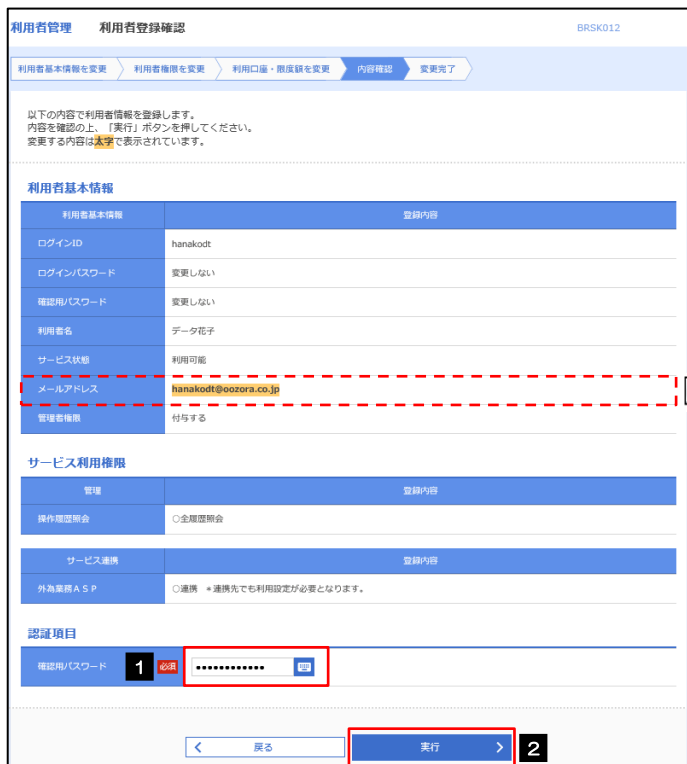 利用者管理 利用者登録確認 BRSK012
利用者基本情報を変更 利用者権限を変更 利用口座・限度額を変更 内容確認 変更完了
以下の内容で利用者情報を登録します。
内容を確認の上、「実行」ボタンを押してください。
変更する内容は太字で表示されています。
利用者基本情報
利用者基本情報 登録内容
ログインID hanakodt
ログインパスワード 変更しない
確認用パスワード 変更しない
利用者名 データ花子
サービス状態 利用可能
メールアドレス hanakodt@oozora.co.jp
管理者権限 付与する
サービス利用権限
管理 登録内容
操作履歴照会 ○全履歴照会
サービス連携 登録内容
外為業務ASP ○連携 *連携先でも利用設定が必要となります。
認証項目
確認用パスワード 1 必須 ●●●●●●●●●●●●
戻る 実行 2